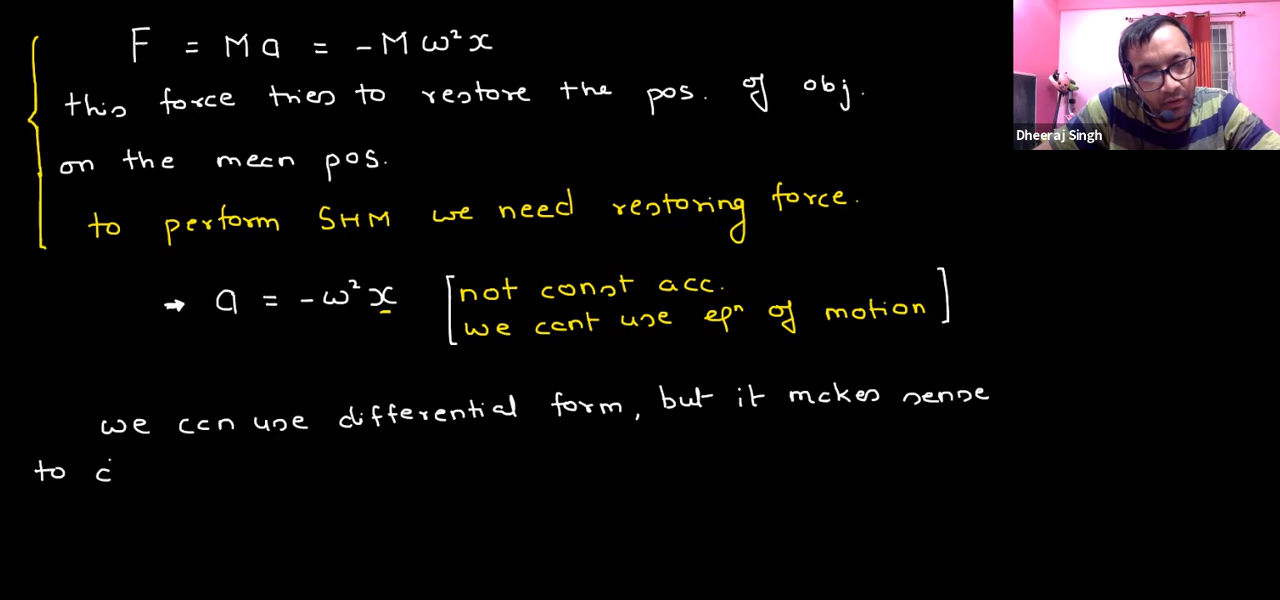 F = Ma = -Mω²x
this force tries to restore the pos. of obj.
on the mean pos.
to perform SHM we need restoring force.
→ a = -ω²x [not const acc.
we cant use eqⁿ of motion]
we can use differential form, but it makes sense
to c
Dheeraj Singh